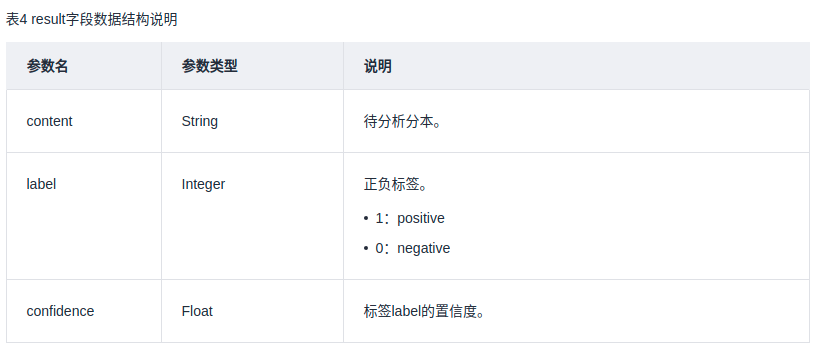 表4 result字段数据结构说明
参数名 参数类型 说明
content String 待分析分本。
label Integer 正负标签。
• 1：positive
• 0：negative
confidence Float 标签label的置信度。